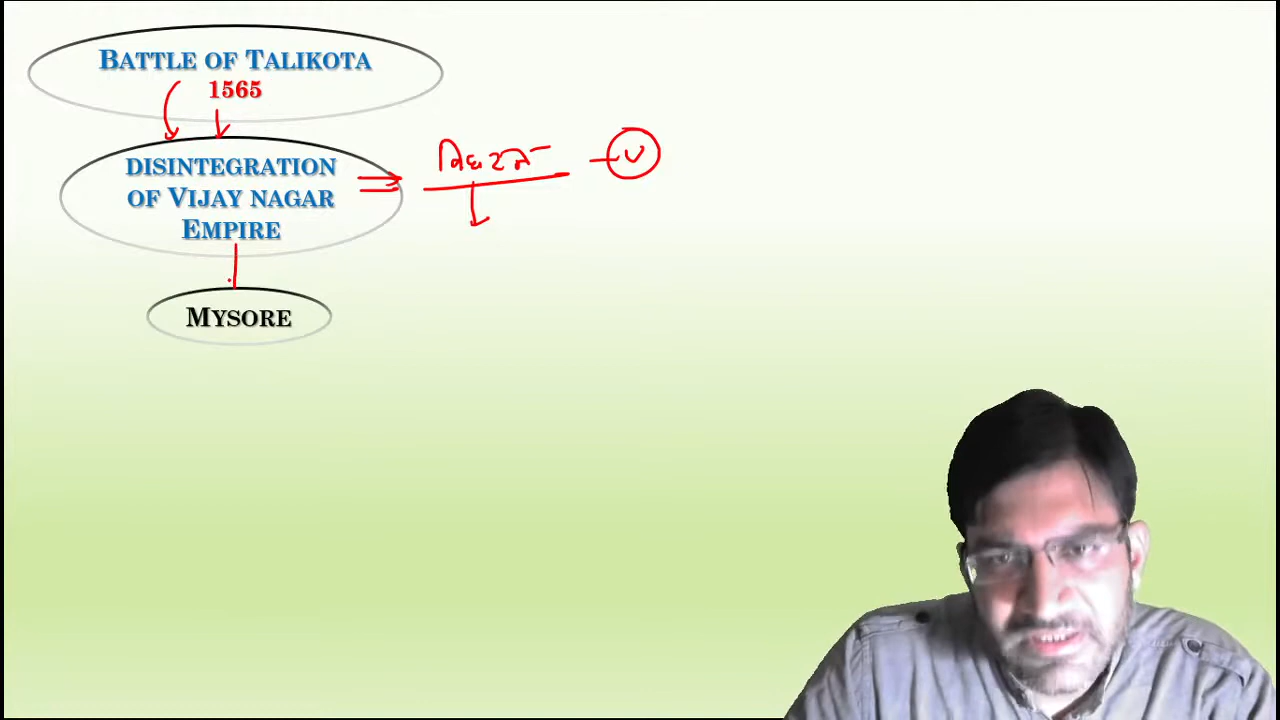 BATTLE OF TALIKOTA
1565
DISINTEGRATION
OF VIJAY NAGAR
EMPIRE
V
MYSORE